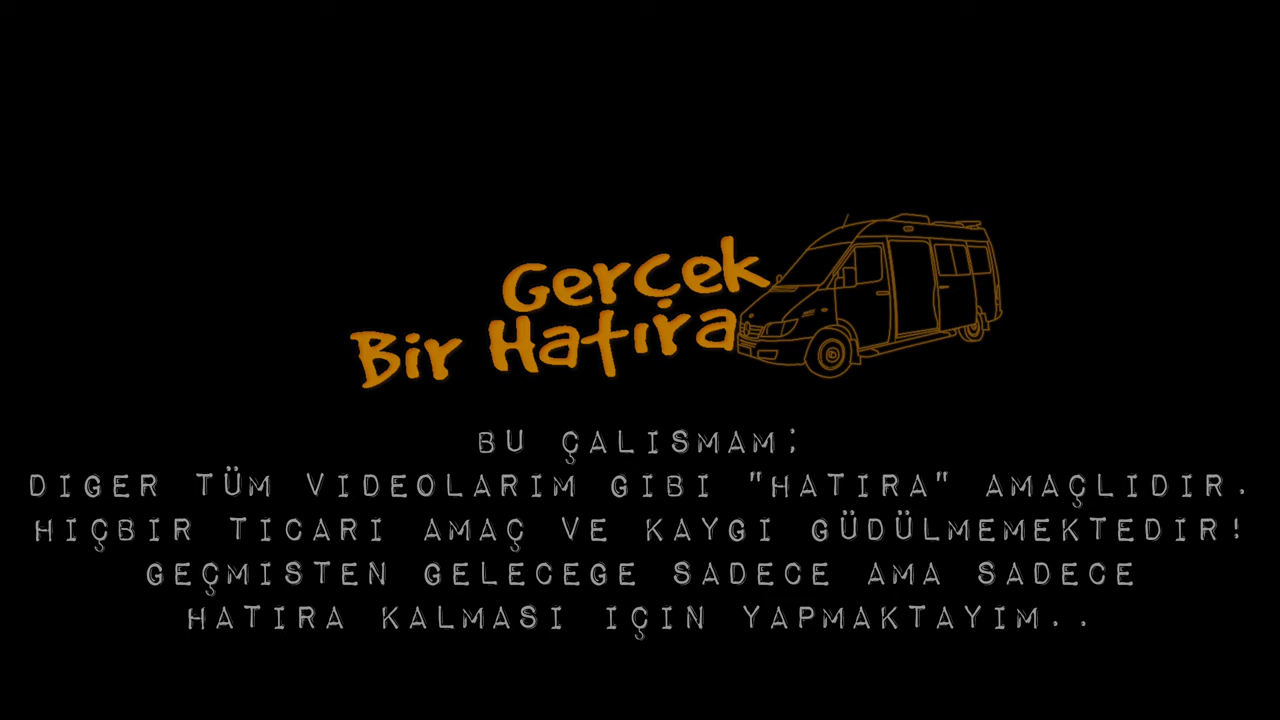 Gerçek
Bir Hatıra
BU ÇALISMAM;
DIGER TÜM VIDEOLARIM GIBI "HATIRA" AMAÇLIDIR.
HIÇBIR TICARI AMAÇ VE KAYGI GÜDÜLMEMEKTEDIR!
GEÇMISTEN GELECEGE SADECE AMA SADECE
HATIRA KALMASI IÇIN YAPMAKTAYIM..